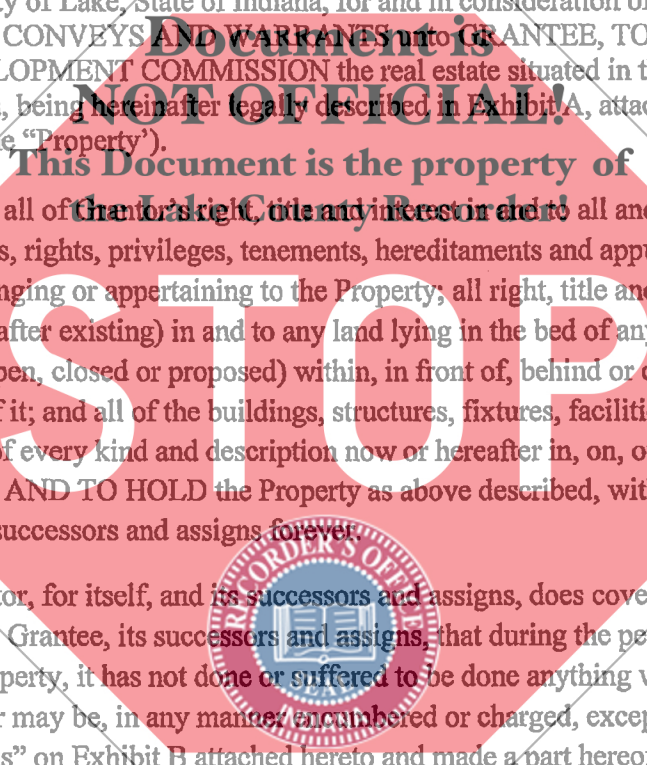 ty of Lake, State of Indiana, for and in consideration of
CONVEYS AND WARRANTS unto GRANTEE, TO
Document is
LOPMENT COMMISSION the real estate situated in t
NOT OFFICIAL!
, being hereinafter legally described in Exhibit A, attac
e “Property’).
This Document is the property of
the Lake County Recorder!
all of Grantor's right, title and interest in and to all and
s, rights, privileges, tenements, hereditaments and appu
nging or appertaining to the Property; all right, title and
after existing) in and to any land lying in the bed of any
pen, closed or proposed) within, in front of, behind or
f it; and all of the buildings, structures, fixtures, faciliti
of every kind and description now or hereafter in, on, o
STOP
AND TO HOLD the Property as above described, wit
successors and assigns forever.
RECORDER'S OFFICE
tor, for itself, and its successors and assigns, does cove
Grantee, its successors and assigns, that during the pe
perty, it has not done or suffered to be done anything
SEAL
r may be, in any manner encumbered or charged, excep
INDIANA
s” on Exhibit B attached hereto and made a part hereo